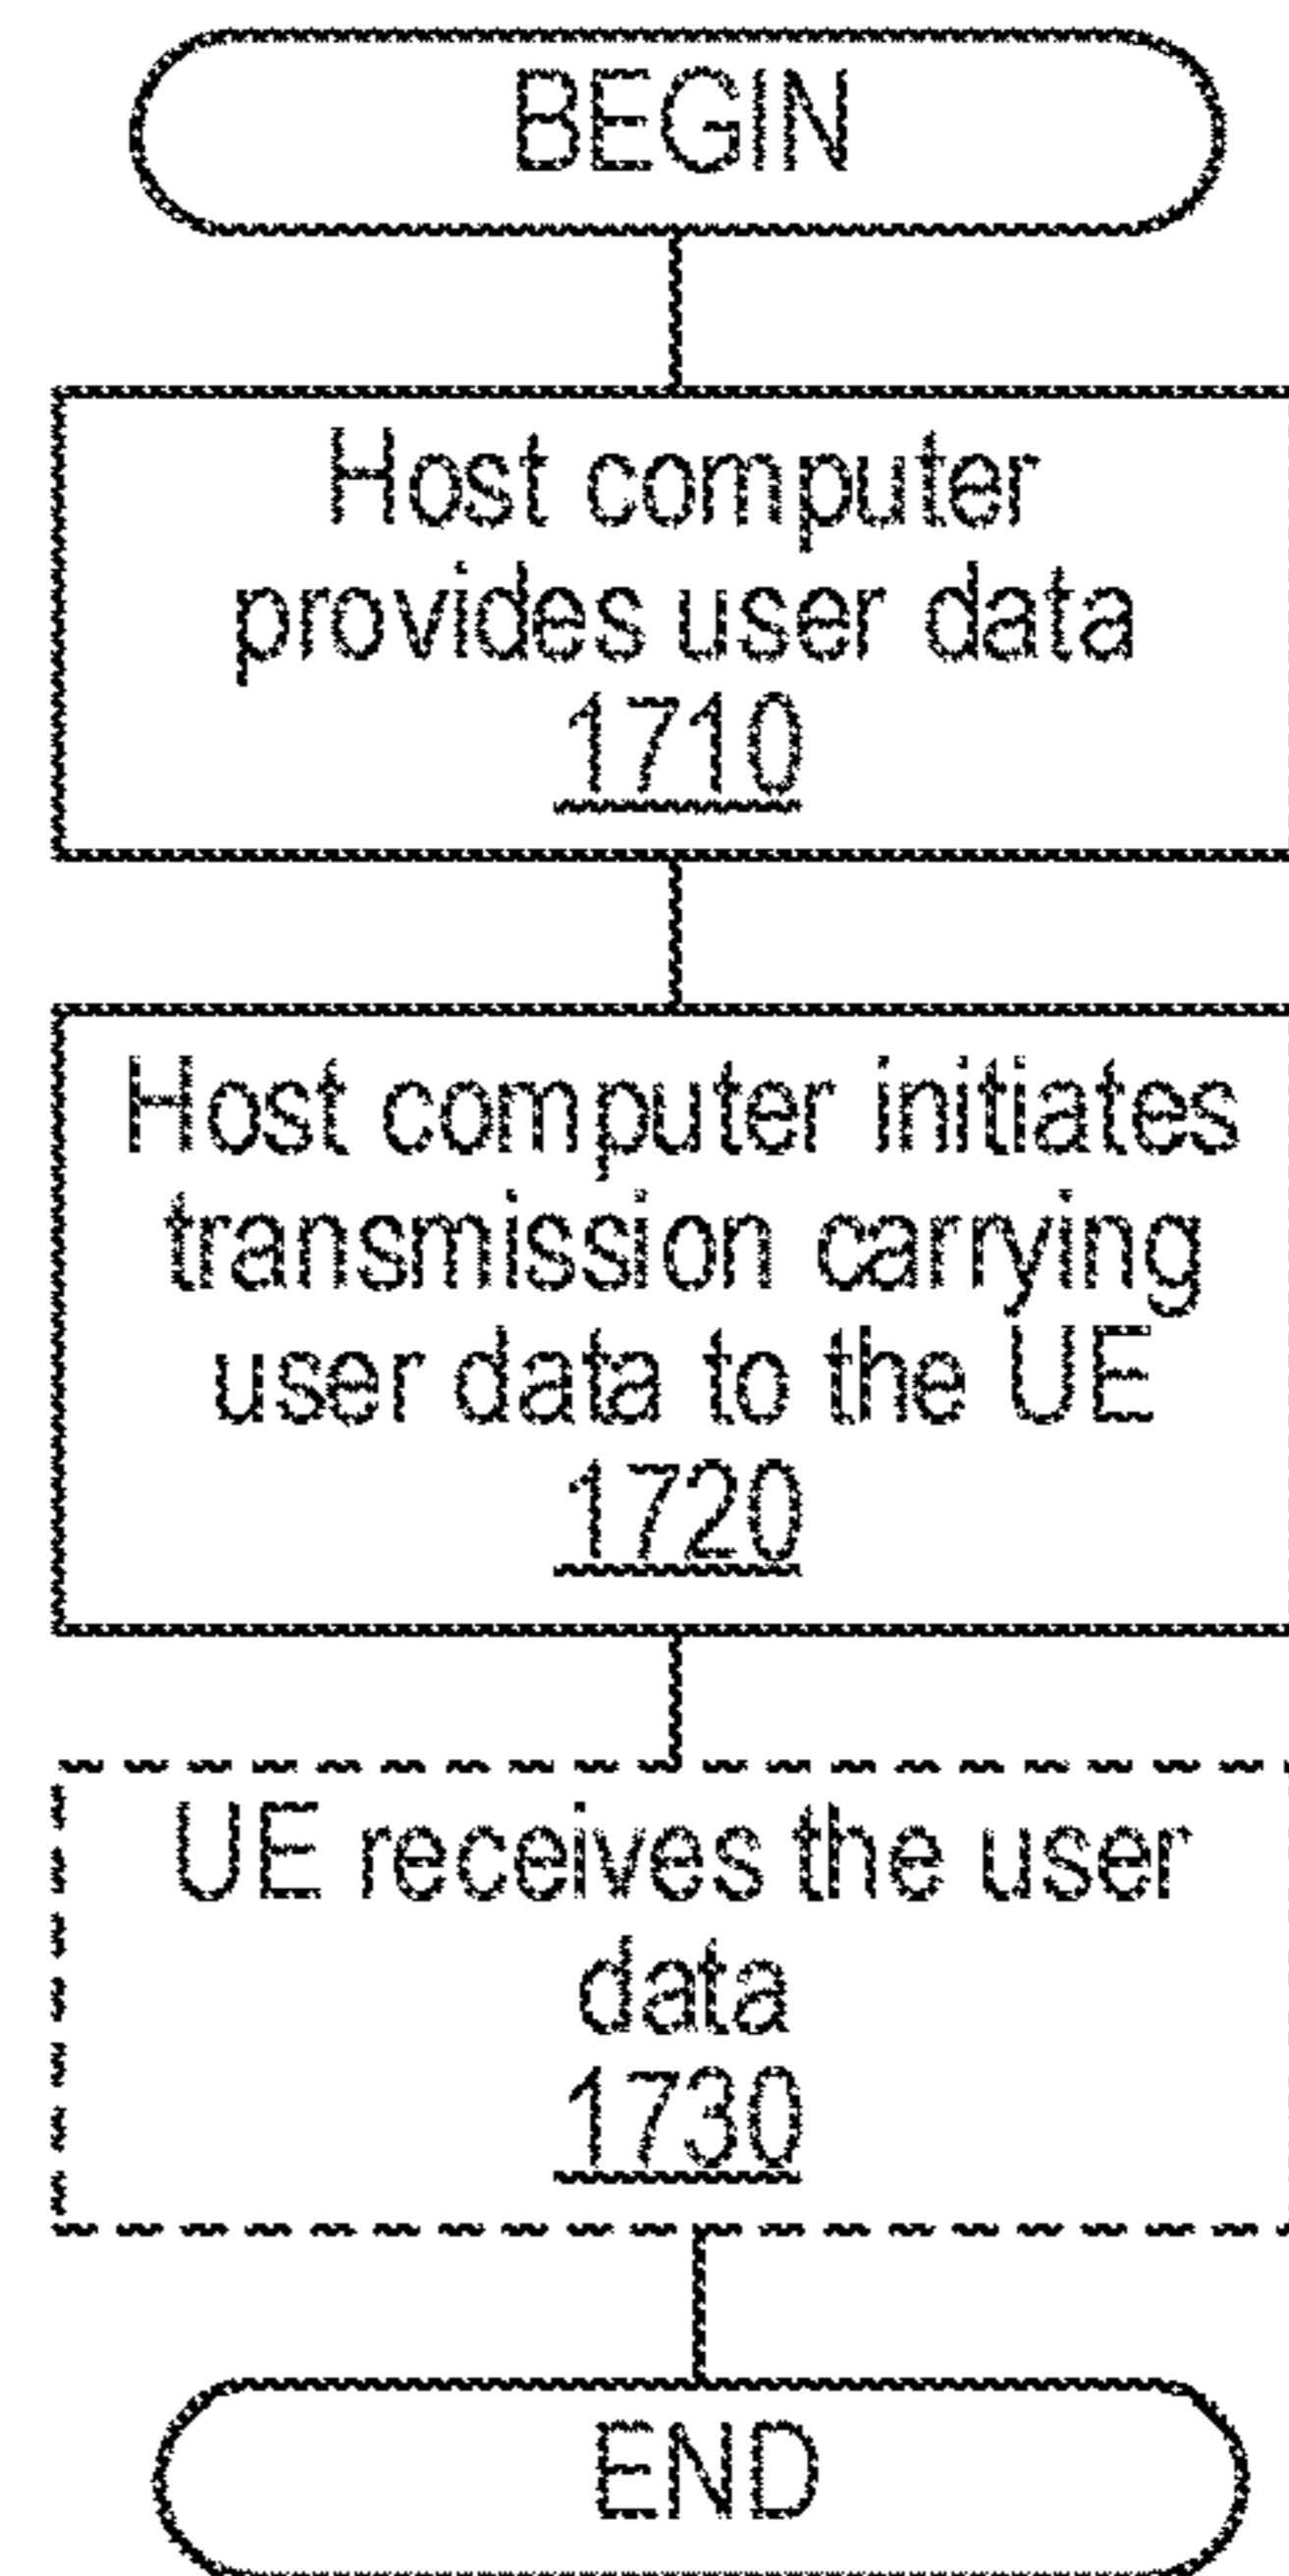 BEGIN
Host computer
provides user data
1710
Host computer initiates
transmission carrying
user data to the UE
1720
UE receives the user
data
1730
END